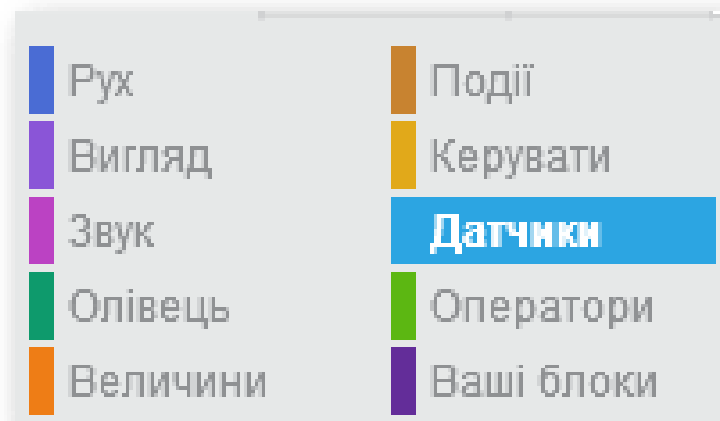 Рух
Вигляд
Звук
Олівець
Величини
Події
Керувати
Датчики
Оператори
Ваші блоки